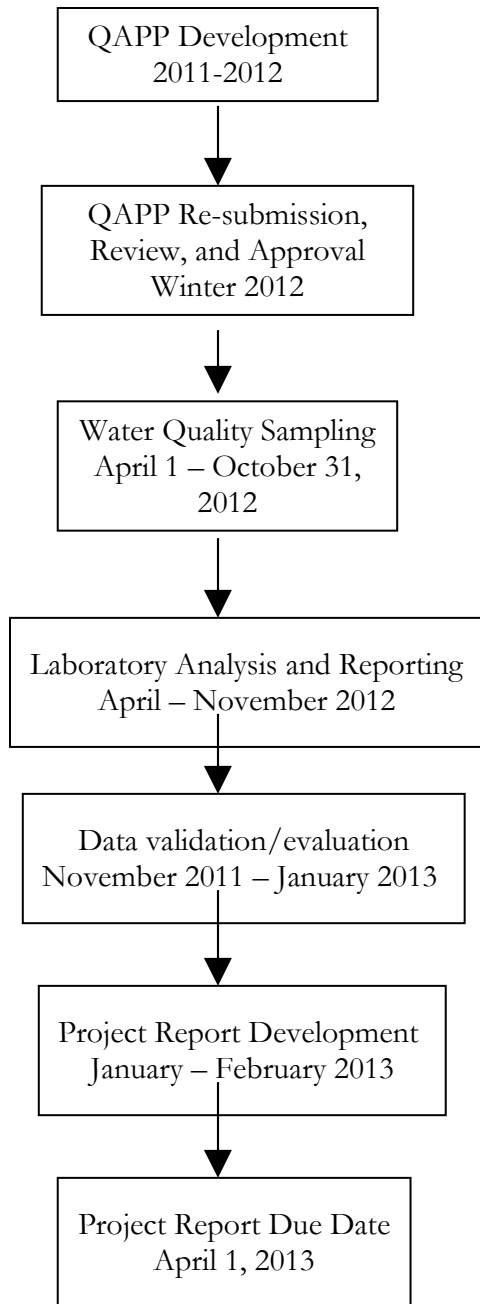 QAPP Development
2011-2012
QAPP Re-submission,
Review, and Approval
Winter 2012
Water Quality Sampling
April 1 – October 31,
2012
Laboratory Analysis and Reporting
April – November 2012
Data validation/evaluation
November 2011 – January 2013
Project Report Development
January – February 2013
Project Report Due Date
April 1, 2013